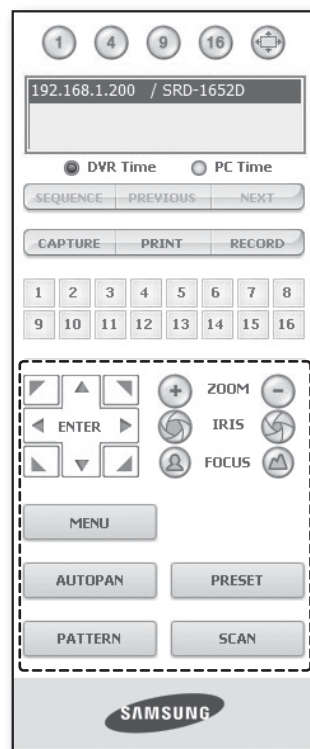 1 4 9 16
192.168.1.200 / SRD-1652D
DVR Time PC Time
SEQUENCE PREVIOUS NEXT
CAPTURE PRINT RECORD
1 2 3 4 5 6 7 8
9 10 11 12 13 14 15 16
+ ZOOM −
ENTER IRIS
FOCUS
MENU
AUTOPAN PRESET
PATTERN SCAN
SAMSUNG